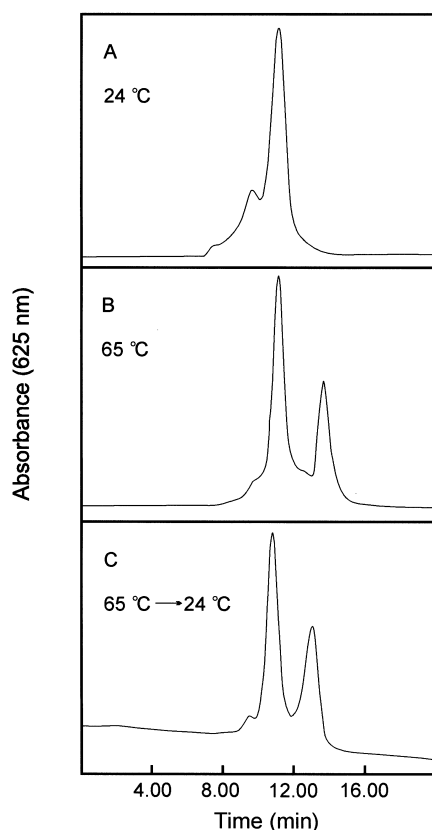 A
24 °C
B
65 °C
C
65 °C → 24 °C
Absorbance (625 nm)
4.00 8.00 12.00 16.00
Time (min)